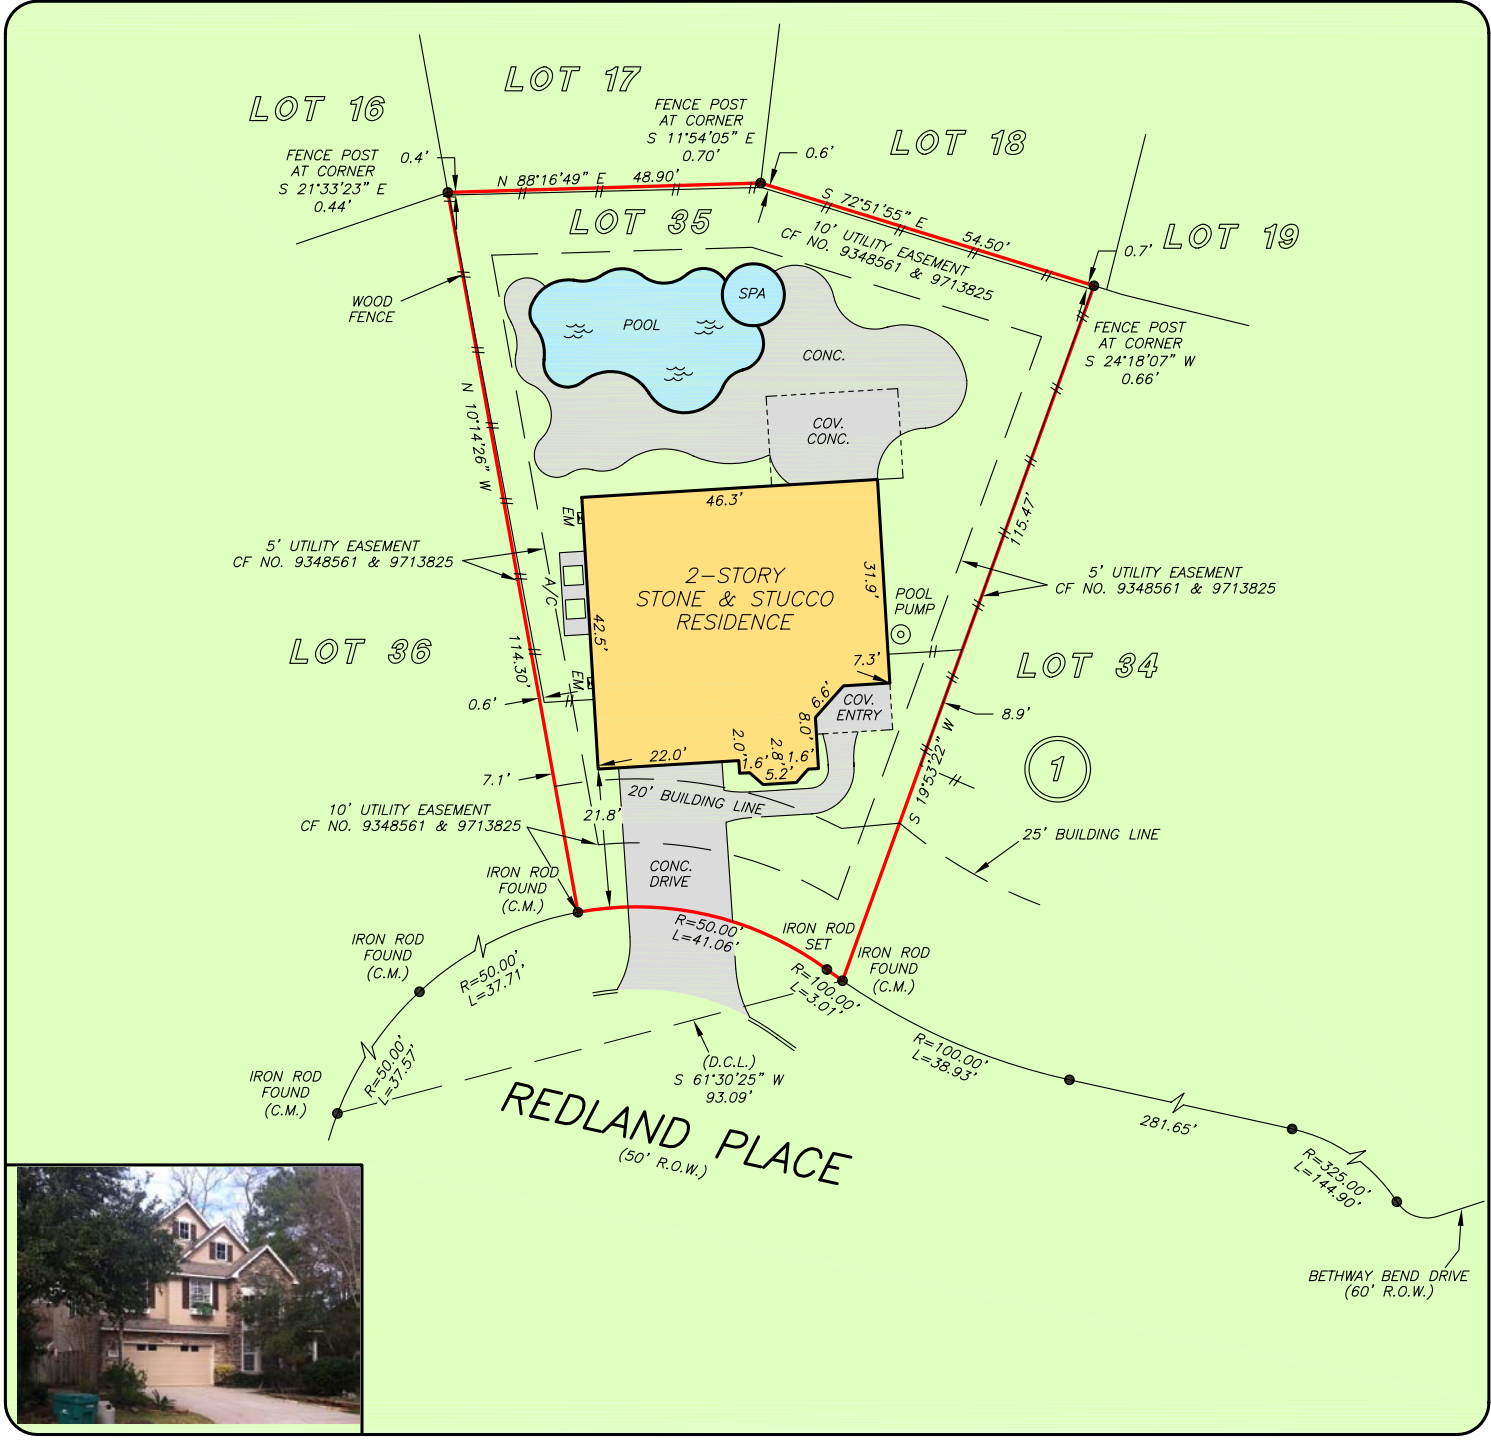 LOT 17
LOT 16
FENCE POST
AT CORNER
S 11°54'05" E
0.70'
LOT 18
FENCE POST
AT CORNER
S 21°33'23" E
0.44'
0.4'
0.6'
N 88°16'49" E 48.90'
S 72°51'55" E 54.50'
LOT 35
10' UTILITY EASEMENT
CF NO. 9348561 & 9713825
LOT 19
0.7'
WOOD
FENCE
SPA
POOL
CONC.
FENCE POST
AT CORNER
S 24°18'07" W
0.66'
N 10°14'26" W
114.30'
COV.
CONC.
46.3'
EM
115.47'
S 19°53'22" W
5' UTILITY EASEMENT
CF NO. 9348561 & 9713825
A/C
2-STORY
STONE & STUCCO
RESIDENCE
31.9'
42.5'
POOL
PUMP
5' UTILITY EASEMENT
CF NO. 9348561 & 9713825
LOT 36
LOT 34
7.3'
EM
0.6'
6.9'
COV.
ENTRY
8.9'
8.0'
22.0'
2.0'
1.6'
2.8'
5.2'
1.6'
7.1'
1
20' BUILDING LINE
21.8'
10' UTILITY EASEMENT
CF NO. 9348561 & 9713825
25' BUILDING LINE
CONC.
DRIVE
IRON ROD
FOUND
(C.M.)
R=50.00'
L=41.06'
IRON ROD
SET
IRON ROD
FOUND
(C.M.)
IRON ROD
FOUND
(C.M.)
R=50.00'
L=37.71'
R=100.00'
L=3.01'
R=50.00'
L=37.57'
R=100.00'
L=38.93'
IRON ROD
FOUND
(C.M.)
(D.C.L.)
S 61°30'25" W
93.09'
REDLAND PLACE
(50' R.O.W.)
281.65'
R=325.00'
L=144.90'
BETHWAY BEND DRIVE
(60' R.O.W.)